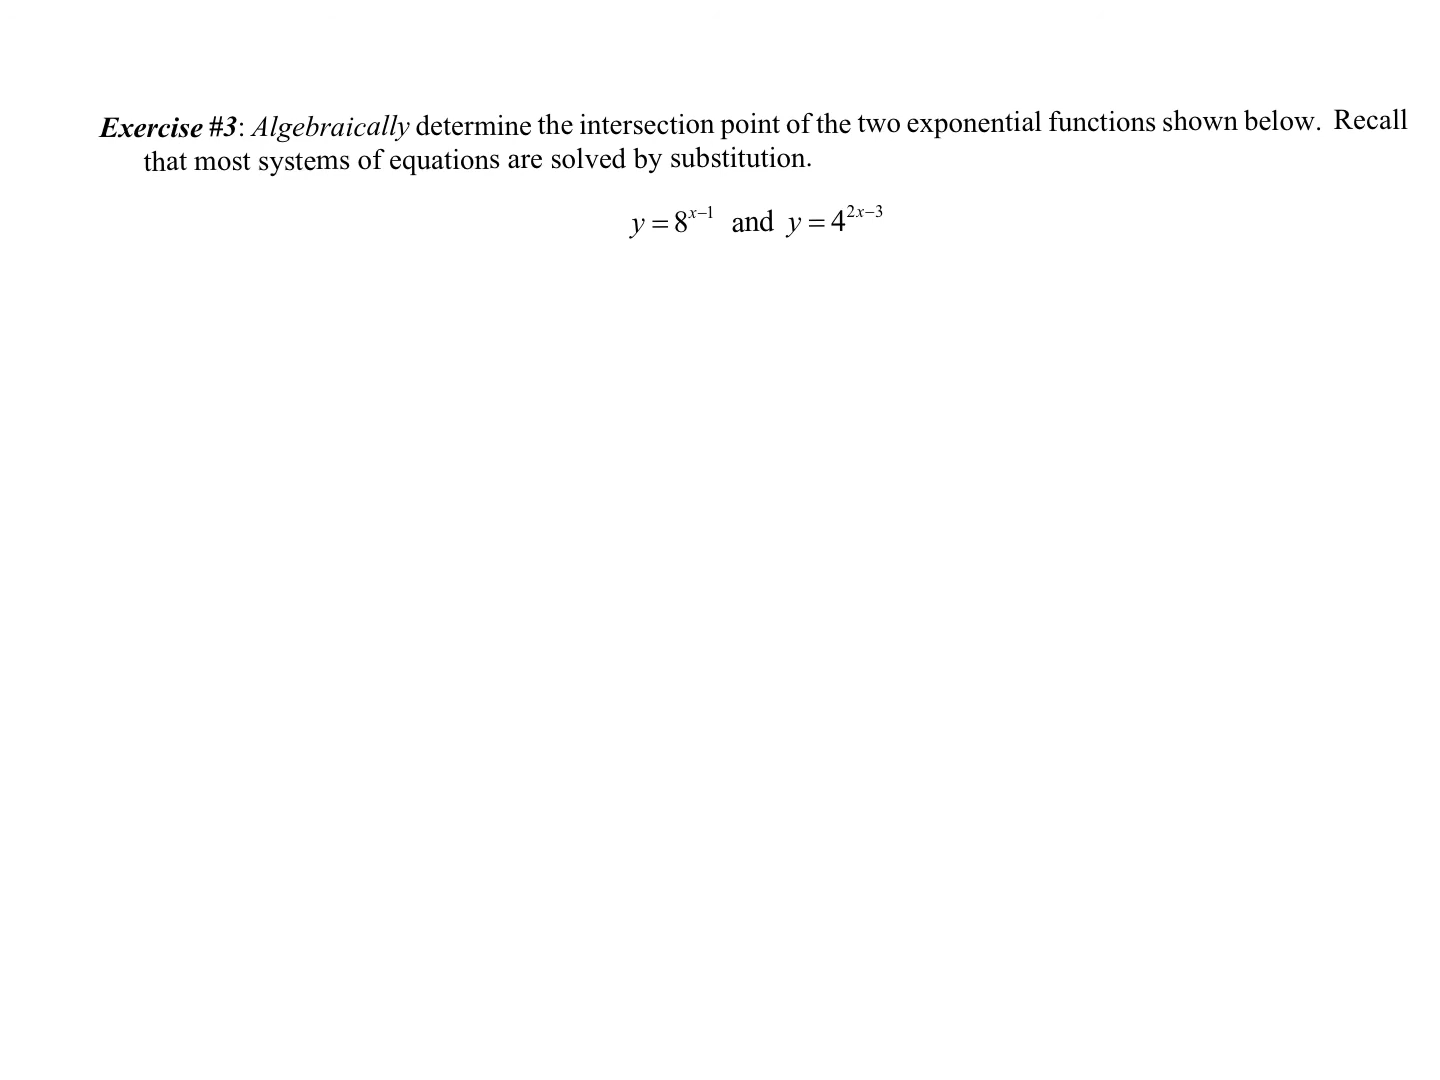 Exercise #3: Algebraically determine the intersection point of the two exponential functions shown below. Recall
that most systems of equations are solved by substitution.
y = 8^{x−1} and y = 4^{2x−3}